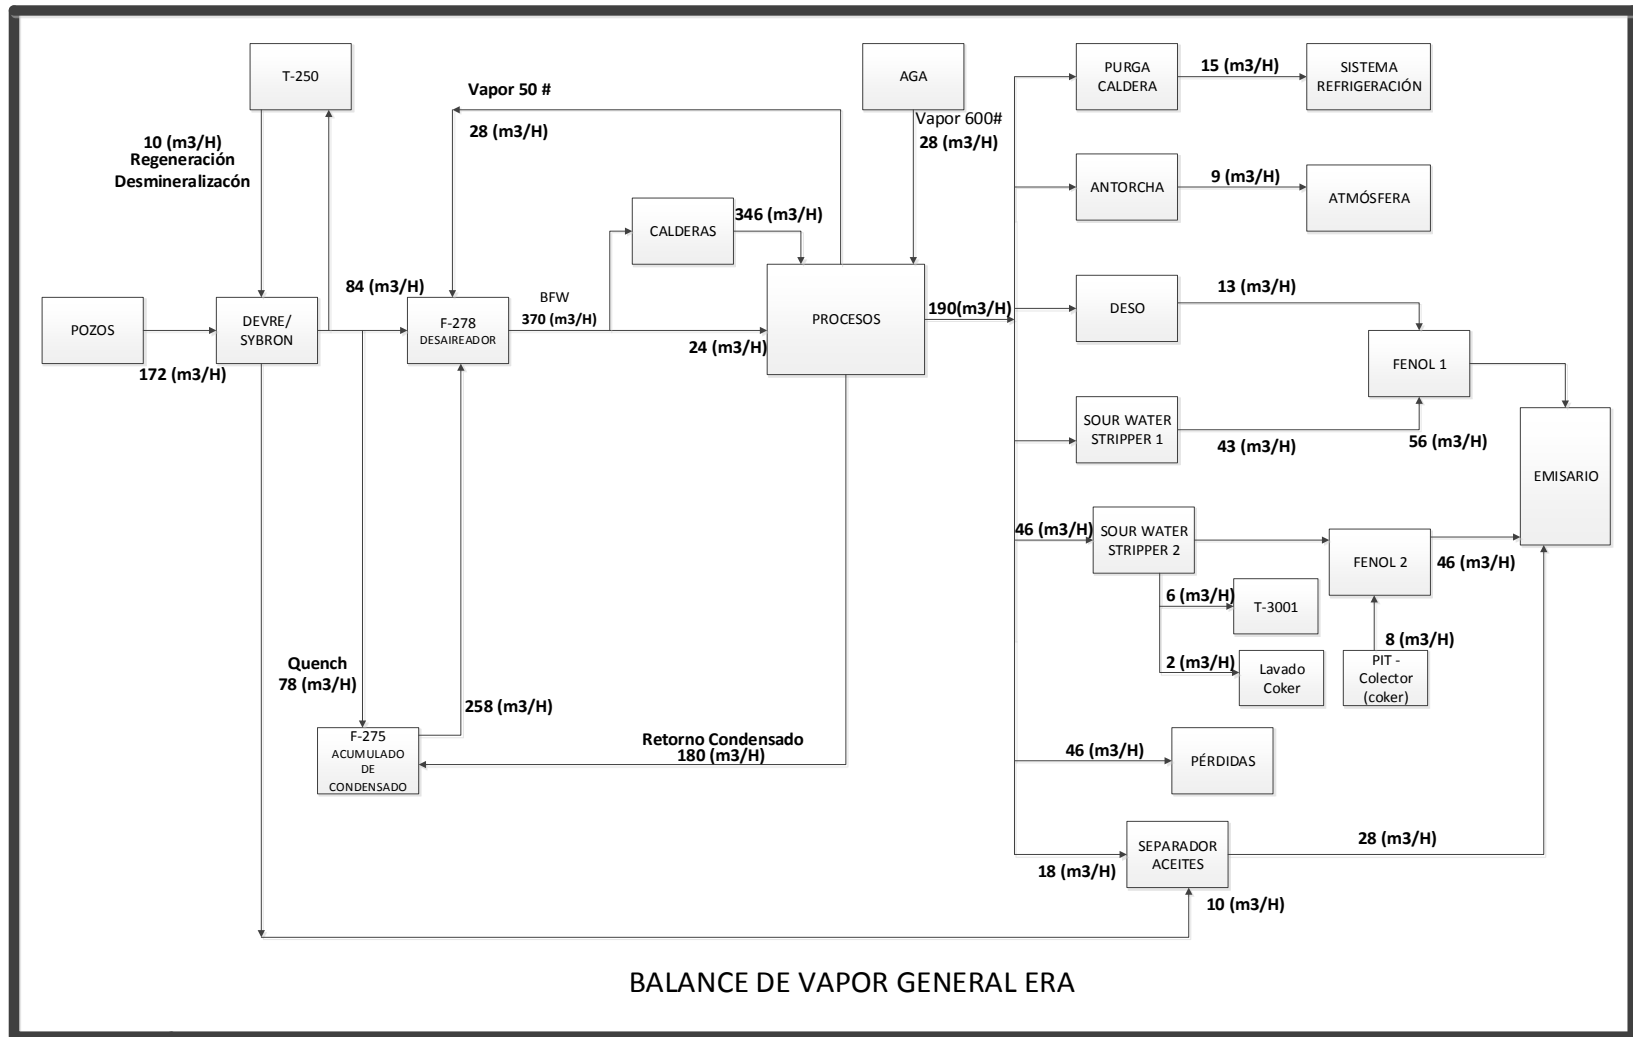 T-250
10 (m3/H)
Regeneración
Desmineralizacón
Vapor 50 #
28 (m3/H)
AGA
Vapor 600#
28 (m3/H)
PURGA
CALDERA
15 (m3/H)
SISTEMA
REFRIGERACIÓN
ANTORCHA
9 (m3/H)
ATMÓSFERA
CALDERAS
346 (m3/H)
POZOS
172 (m3/H)
DEVRE/
SYBRON
84 (m3/H)
F-278
DESAIREADOR
BFW
370 (m3/H)
24 (m3/H)
PROCESOS
190(m3/H)
DESO
13 (m3/H)
FENOL 1
SOUR WATER
STRIPPER 1
43 (m3/H)
56 (m3/H)
EMISARIO
46 (m3/H)
SOUR WATER
STRIPPER 2
FENOL 2
46 (m3/H)
6 (m3/H)
T-3001
8 (m3/H)
2 (m3/H)
Lavado
Coker
PIT -
Colector
(coker)
Quench
78 (m3/H)
258 (m3/H)
F-275
ACUMULADO
DE
CONDENSADO
Retorno Condensado
180 (m3/H)
46 (m3/H)
PÉRDIDAS
18 (m3/H)
SEPARADOR
ACEITES
28 (m3/H)
10 (m3/H)
BALANCE DE VAPOR GENERAL ERA